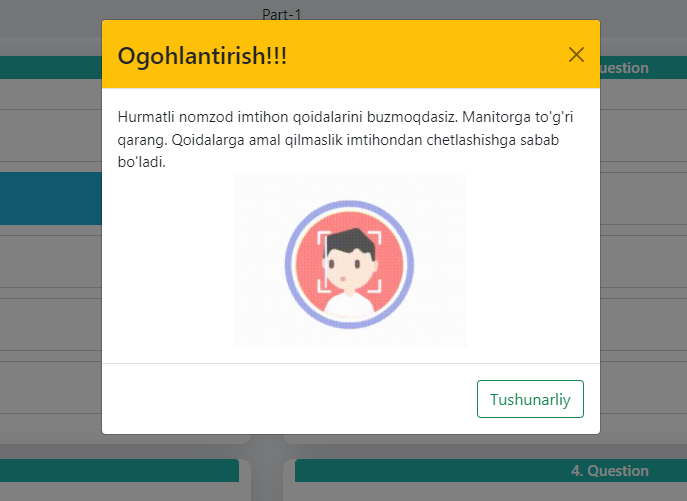 Part-1
Ogohlantirish!!!
uestion
Hurmatli nomzod imtihon qoidalarini buzmoqdasiz. Manitorga to'g'ri
qarang. Qoidalarga amal qilmaslik imtihondan chetlashishga sabab
bo'ladi.
Tushunarliy
4. Question